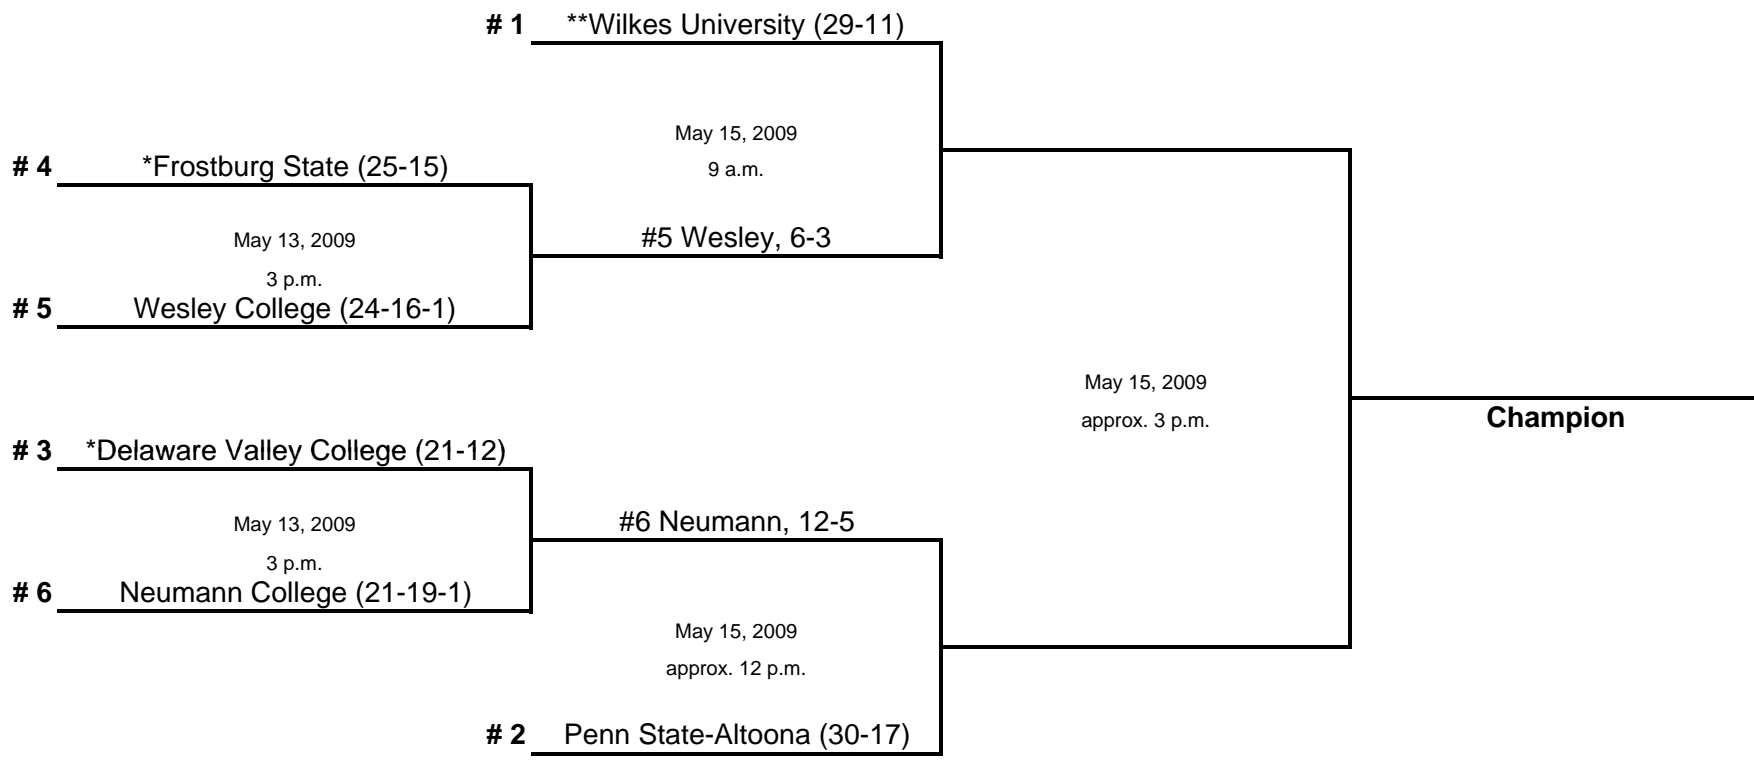 # 1 **Wilkes University (29-11)
May 15, 2009
9 a.m.
# 4 *Frostburg State (25-15)
May 13, 2009
3 p.m.
#5 Wesley, 6-3
# 5 Wesley College (24-16-1)
May 15, 2009
approx. 3 p.m.
Champion
# 3 *Delaware Valley College (21-12)
May 13, 2009
3 p.m.
#6 Neumann, 12-5
# 6 Neumann College (21-19-1)
May 15, 2009
approx. 12 p.m.
# 2 Penn State-Altoona (30-17)